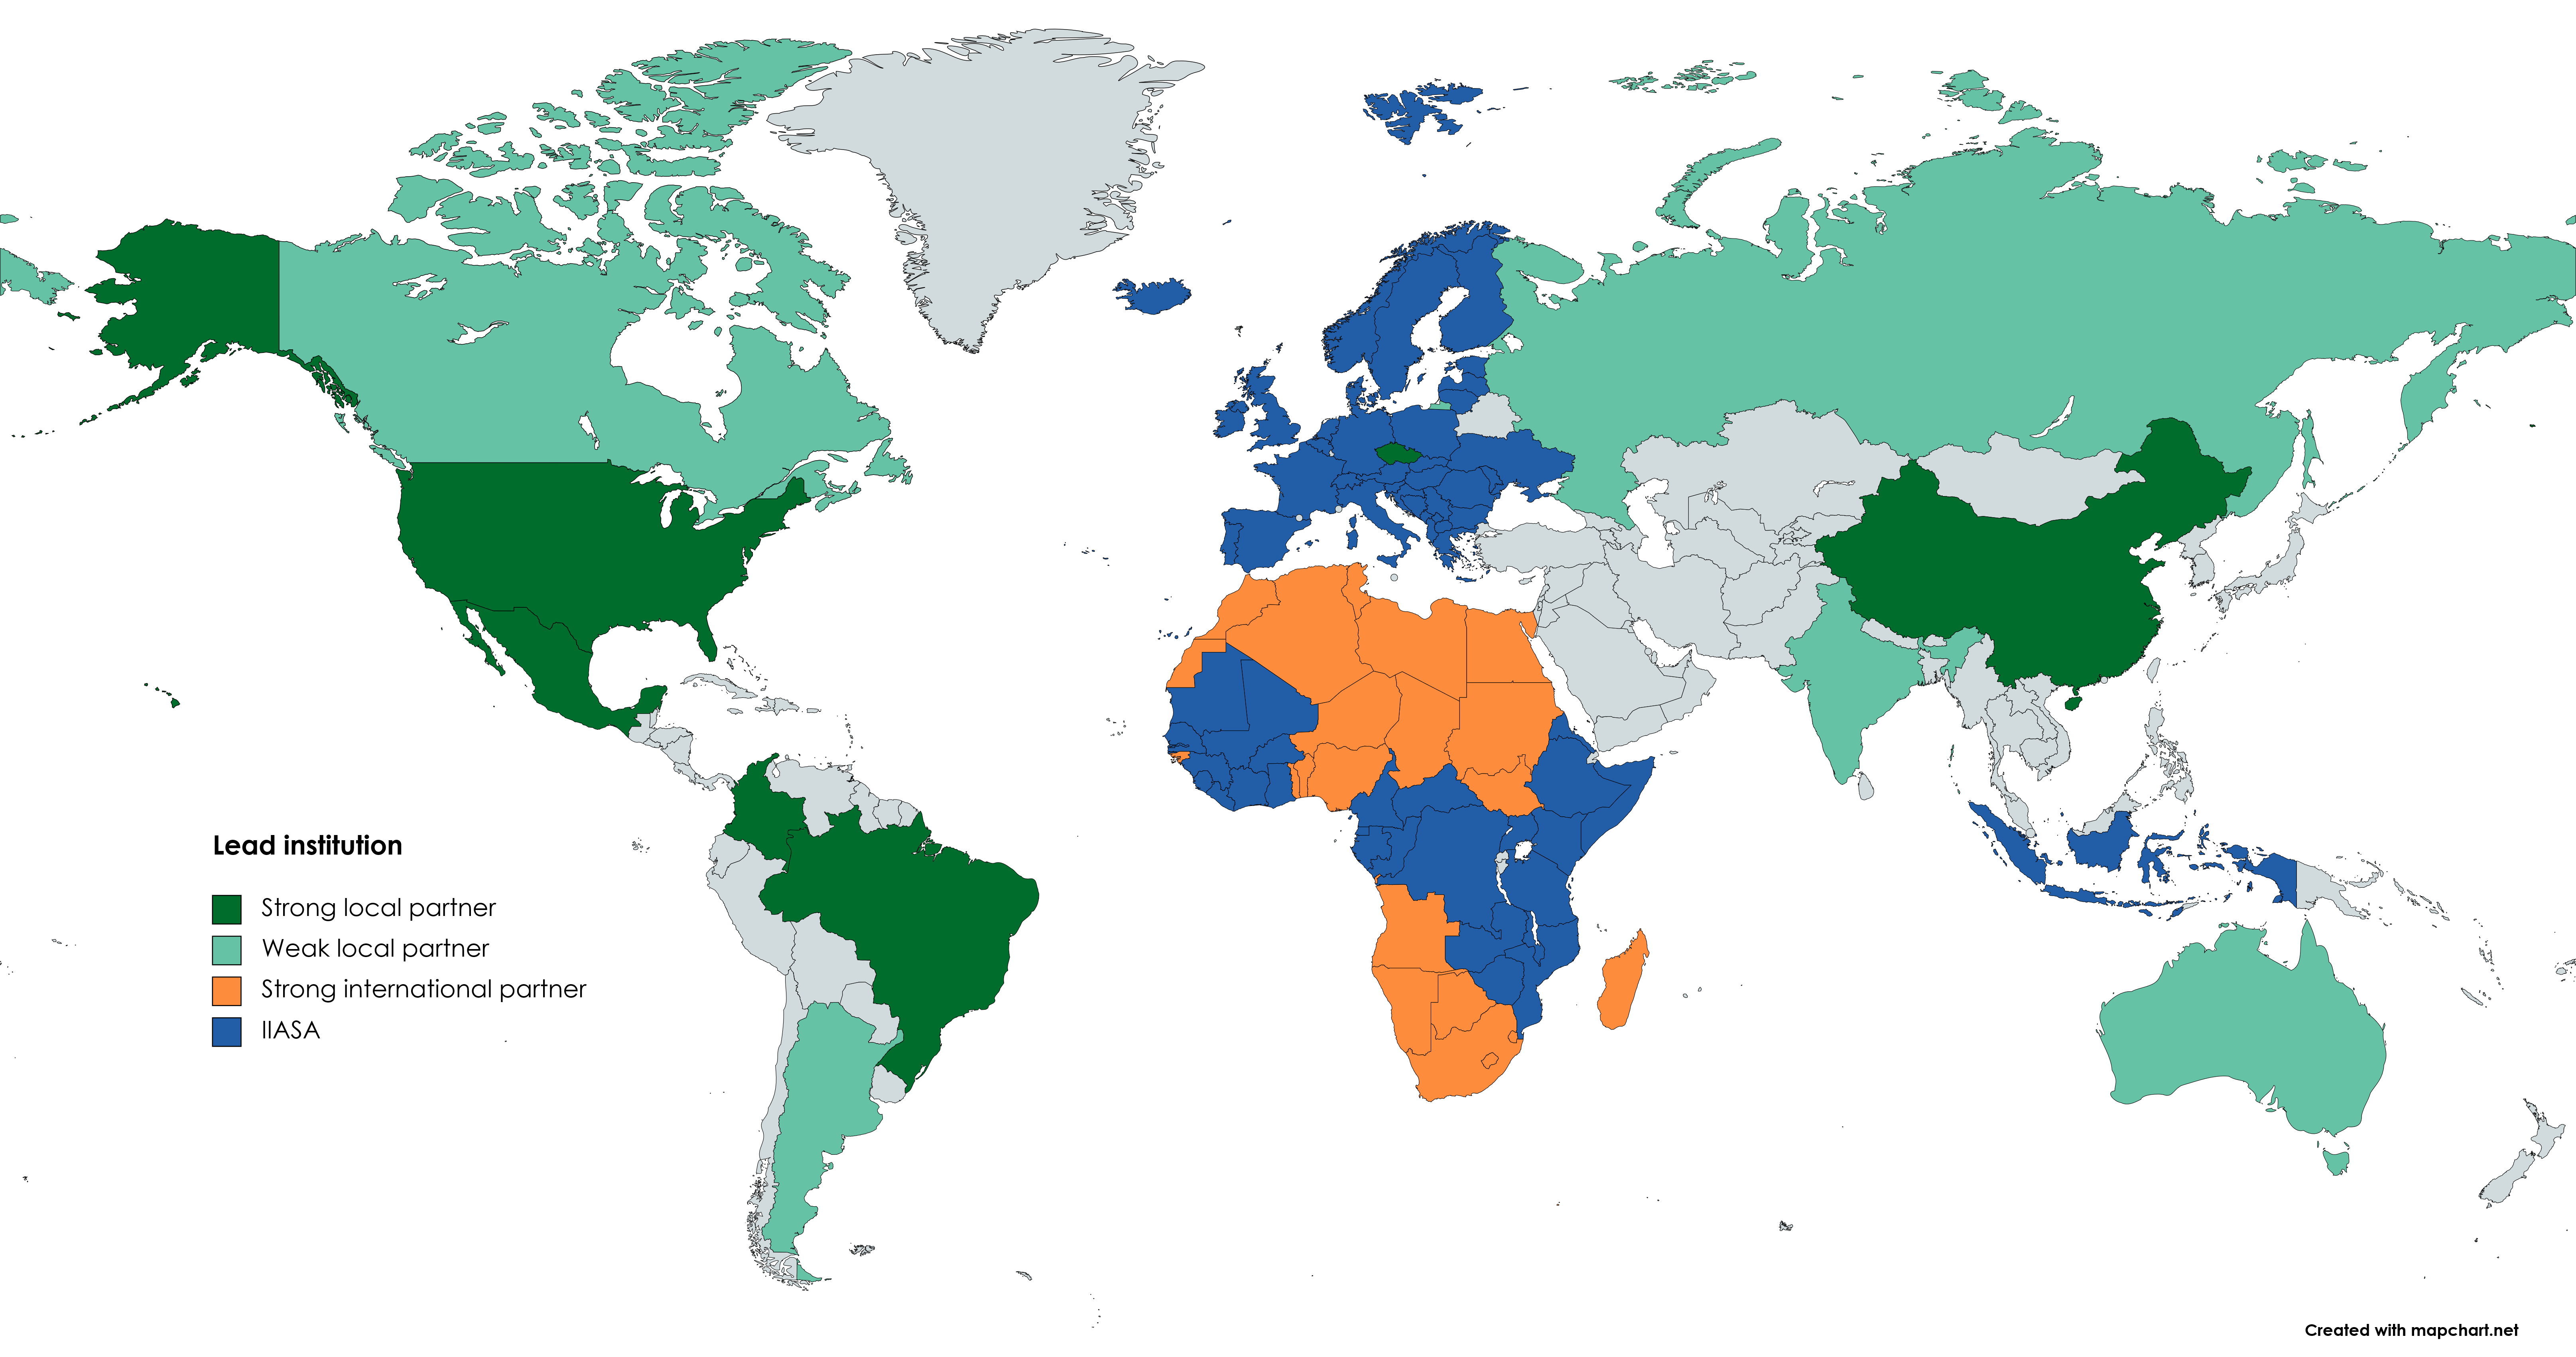 Lead institution
Strong local partner
Weak local partner
Strong international partner
IIASA
Created with mapchart.net